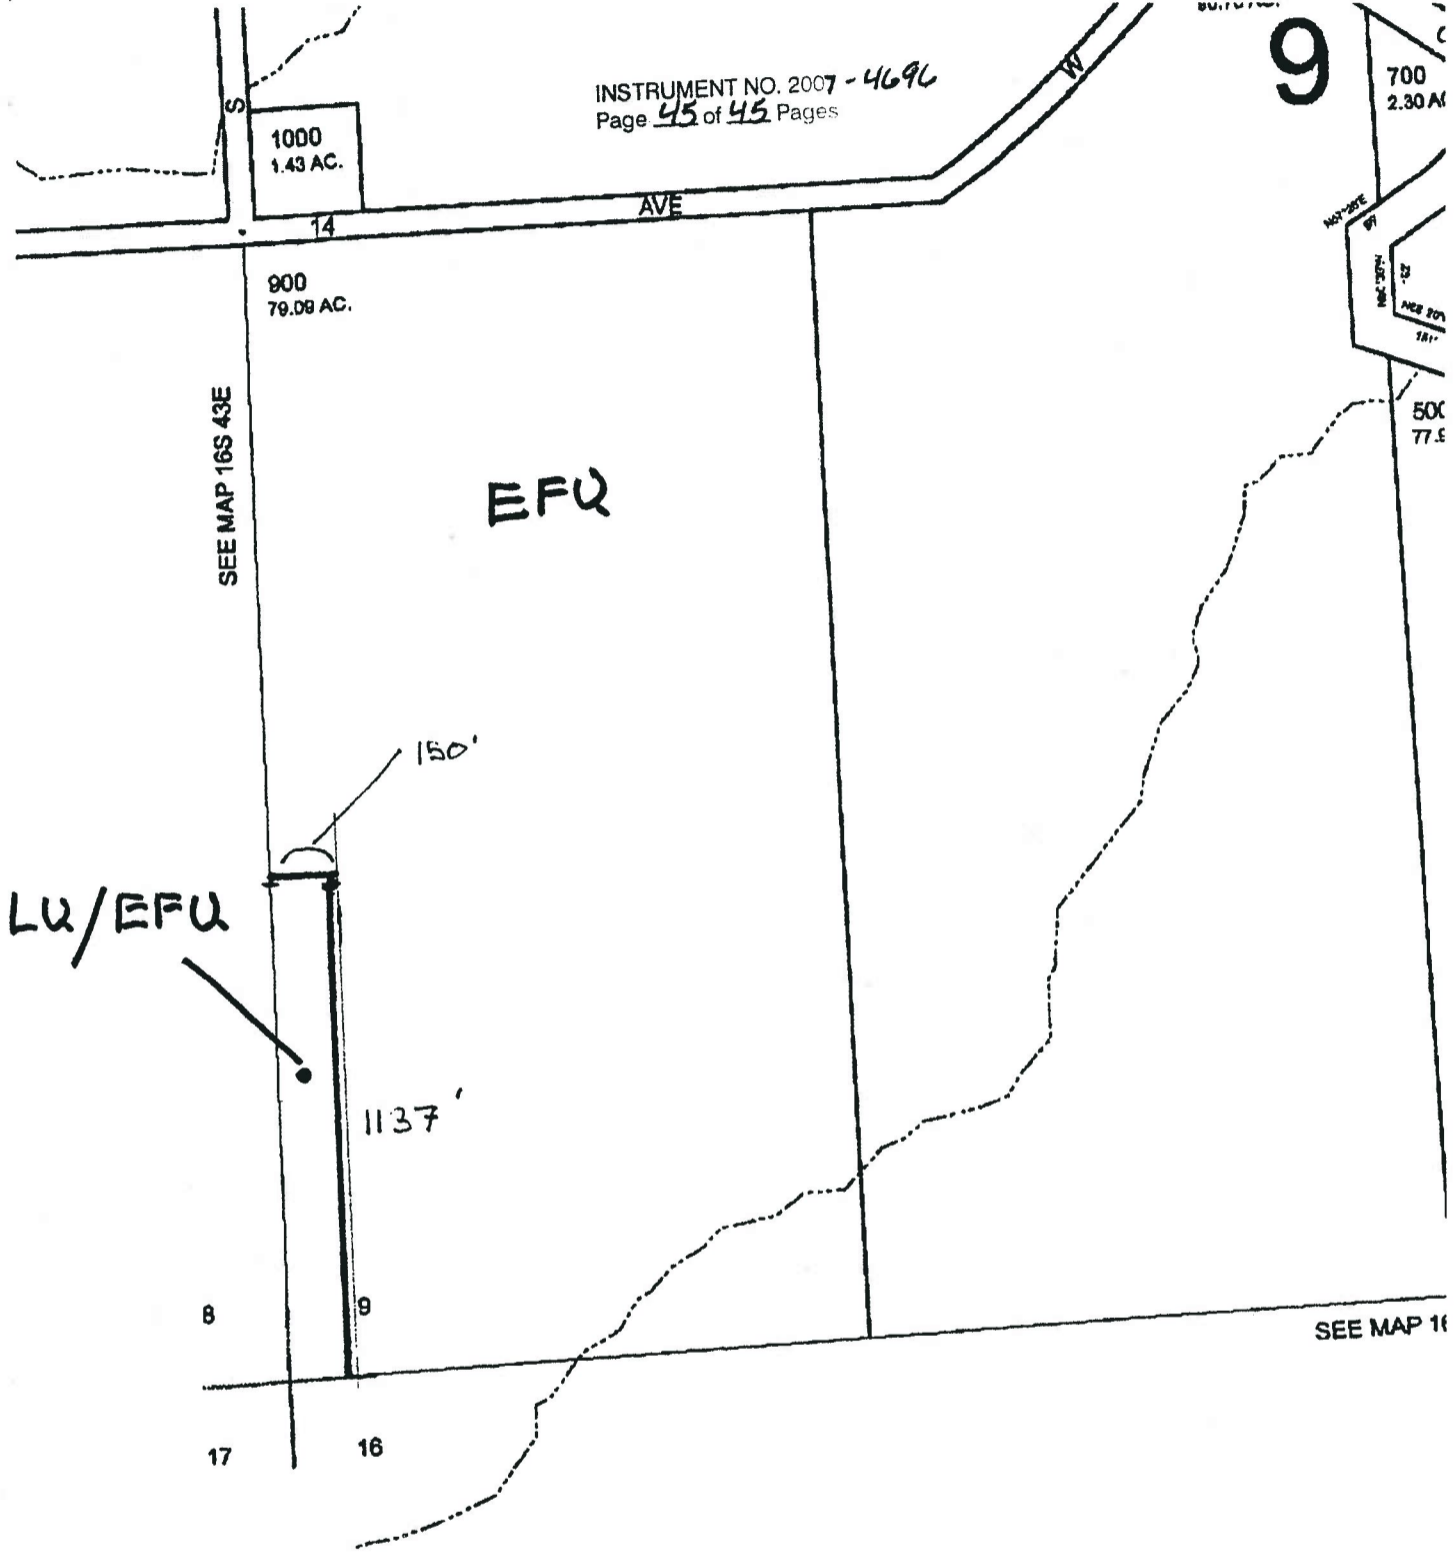 9
INSTRUMENT NO. 2007-4696
Page 45 of 45 Pages
W
S
700
2.30 A
1000
1.43 AC.
14
AVE
900
79.09 AC.
SEE MAP 16S 43E
EFU
500
77.9
150'
LU/EFU
1137'
8
9
SEE MAP 16
17
16